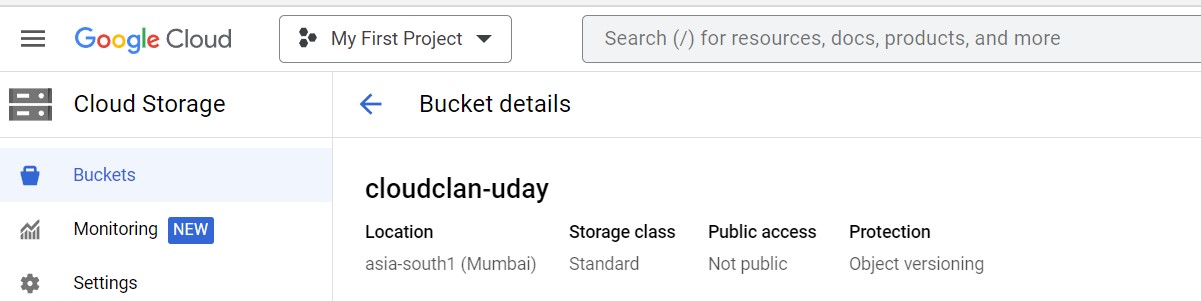 Google Cloud
My First Project
Search (/) for resources, docs, products, and more
Cloud Storage
Bucket details
Buckets
Monitoring NEW
Settings
cloudclan-uday
Location Storage class Public access Protection
asia-south1 (Mumbai) Standard Not public Object versioning